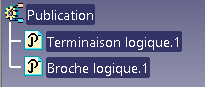 Publication
Terminaison logique.1
Broche logique.1